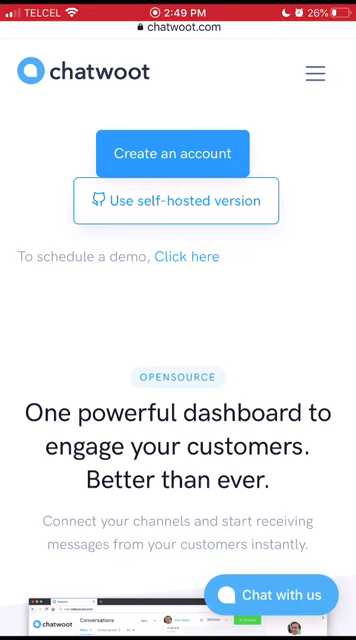 TELCEL 2:49 PM 26%
chatwoot.com
chatwoot
Create an account
Use self-hosted version
To schedule a demo, Click here
OPENSOURCE
One powerful dashboard to
engage your customers.
Better than ever.
Connect your channels and start receiving
messages from your customers instantly.
Chat with us
chatwoot
Conversations